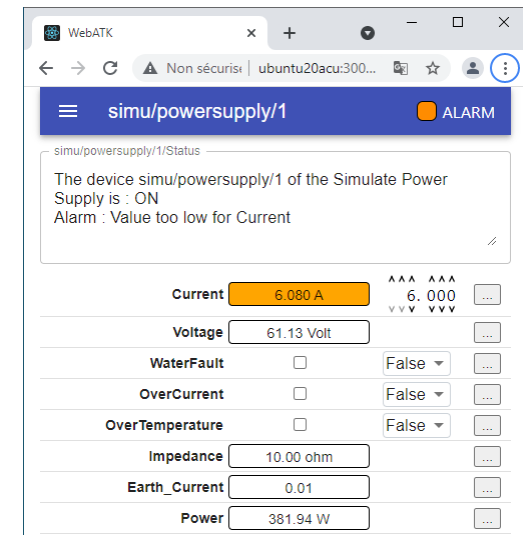 WebATK
Non sécurisé ubuntu20acu:300...
simu/powersupply/1 ALARM
simu/powersupply/1/Status
The device simu/powersupply/1 of the Simulate Power
Supply is : ON
Alarm : Value too low for Current
Current 6.080 A 6. 000 ...
Voltage 61.13 Volt ...
WaterFault False ...
OverCurrent False ...
OverTemperature False ...
Impedance 10.00 ohm ...
Earth_Current 0.01 ...
Power 381.94 W ...